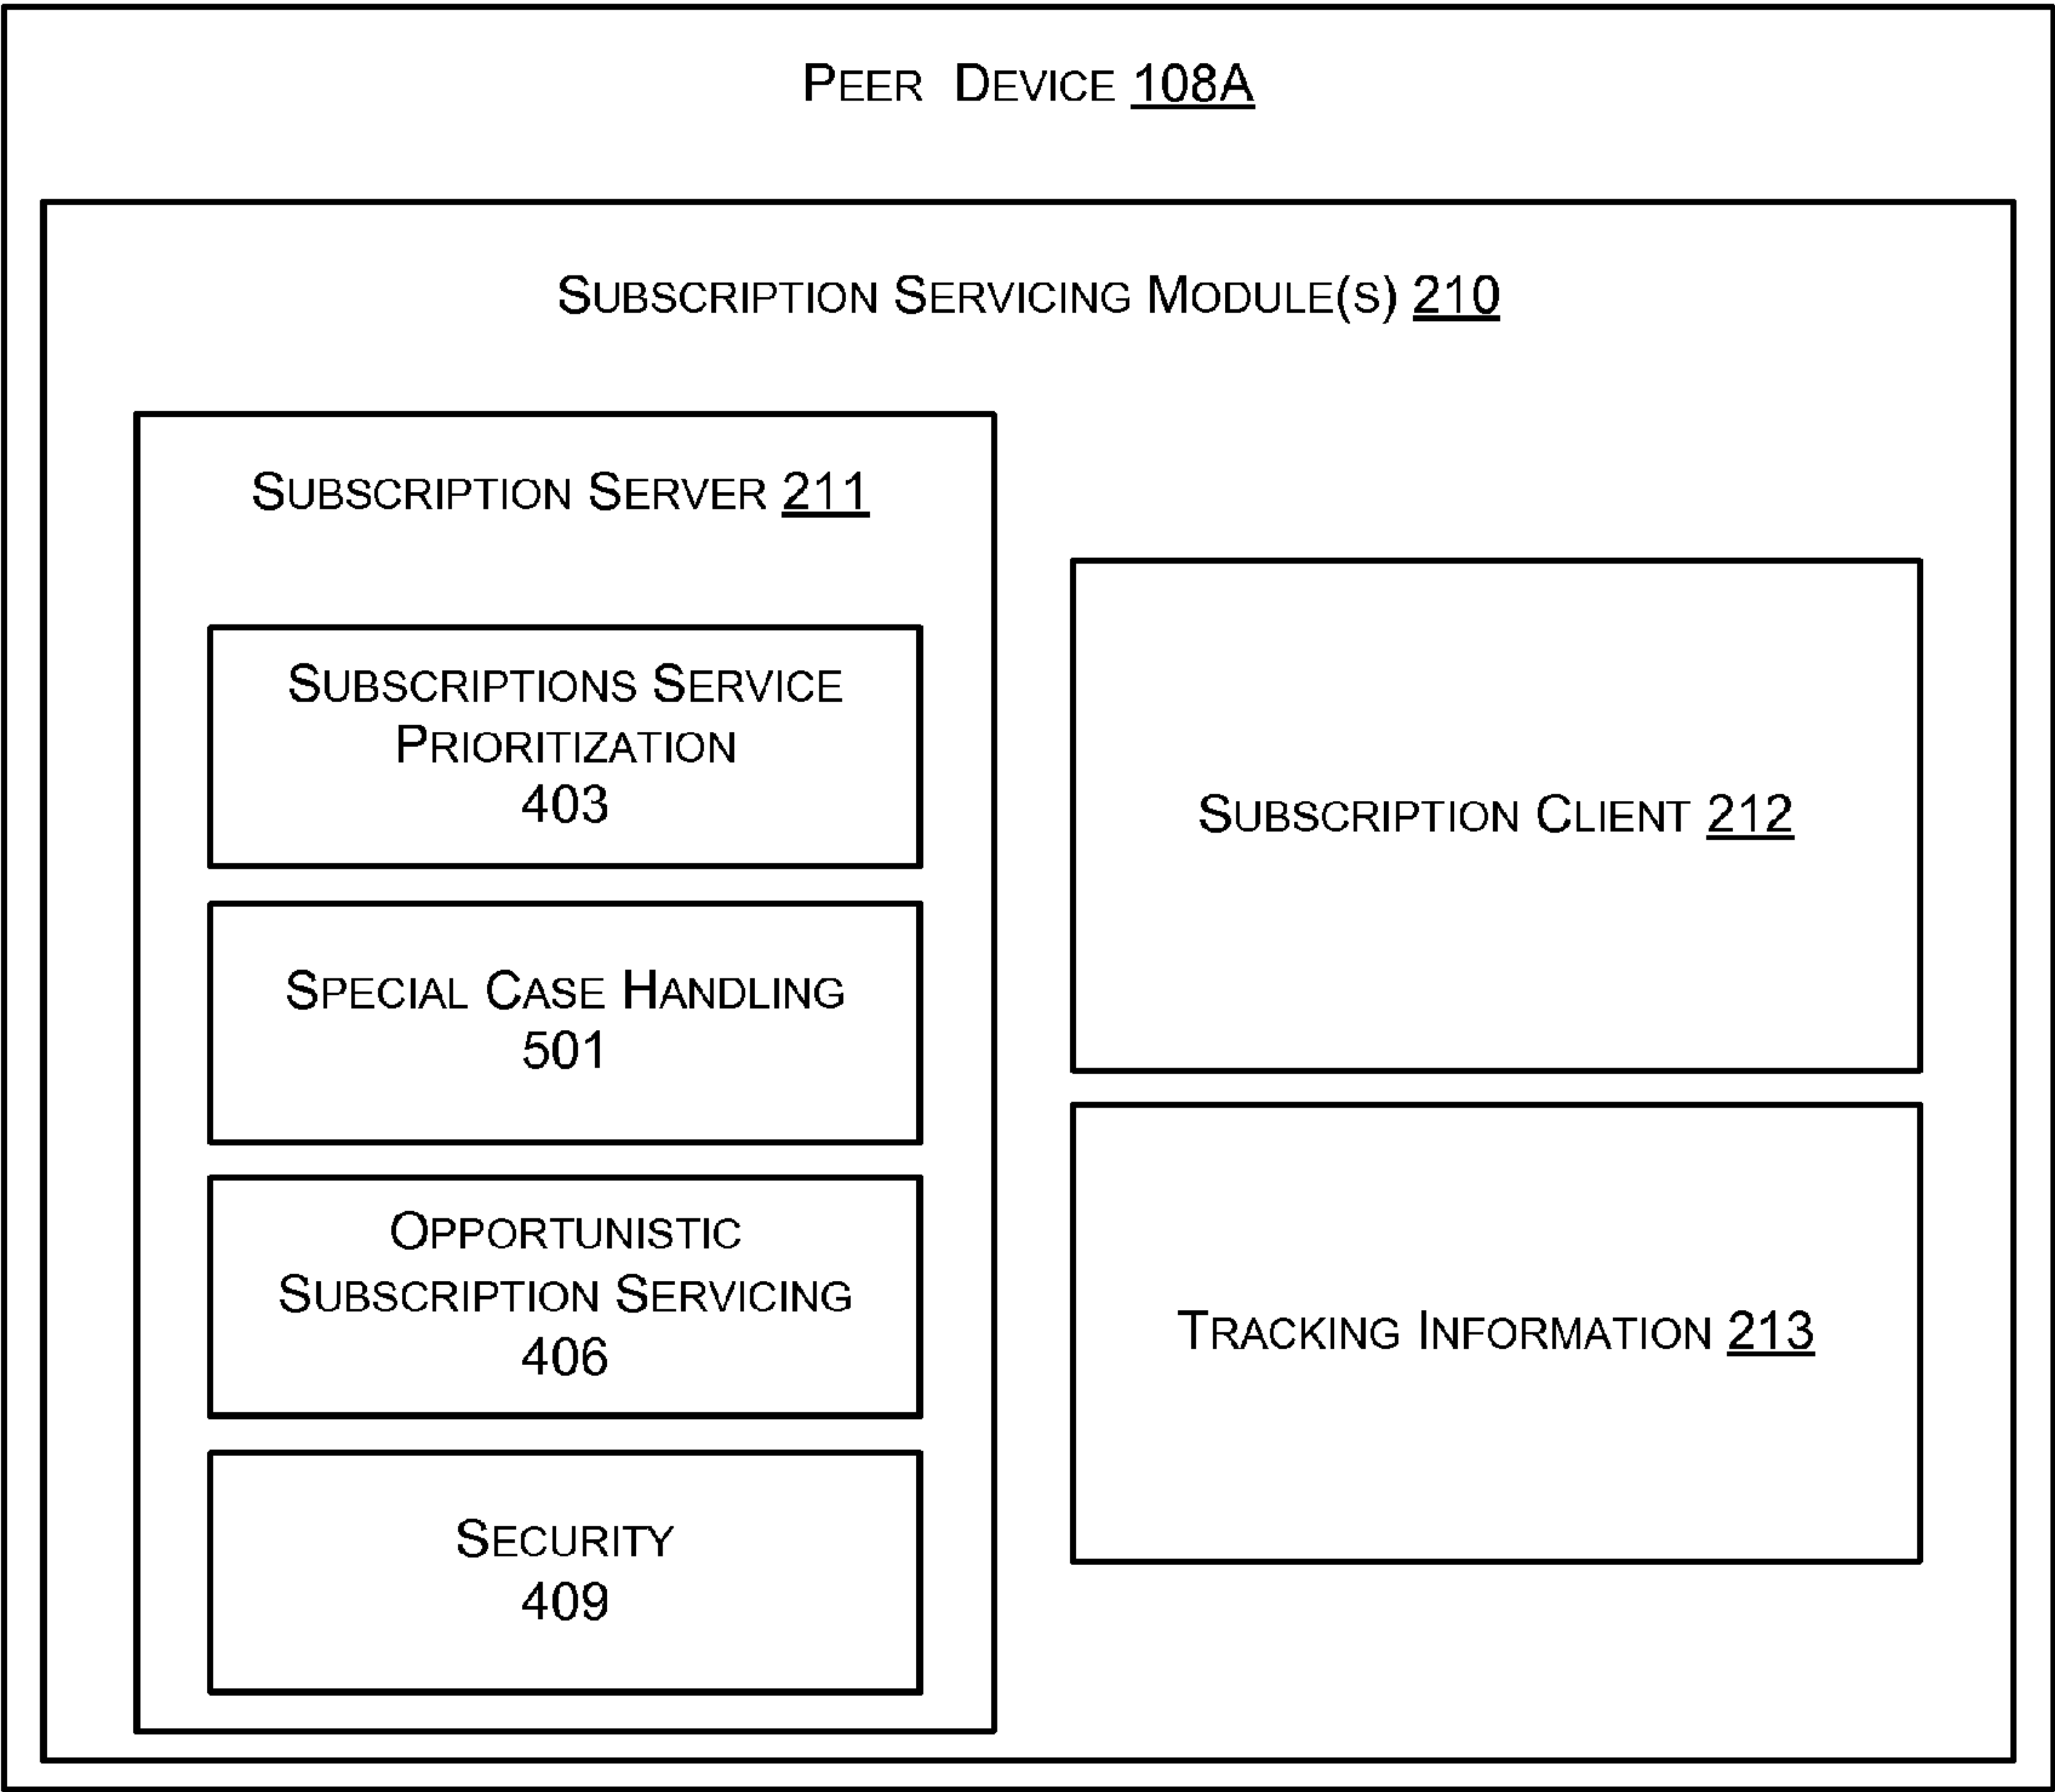 PEER DEVICE 108A
SUBSCRIPTION SERVICING MODULE(S) 210
SUBSCRIPTION SERVER 211
SUBSCRIPTIONS SERVICE
PRIORITIZATION
403
SPECIAL CASE HANDLING
501
OPPORTUNISTIC
SUBSCRIPTION SERVICING
406
SECURITY
409
SUBSCRIPTION CLIENT 212
TRACKING INFORMATION 213